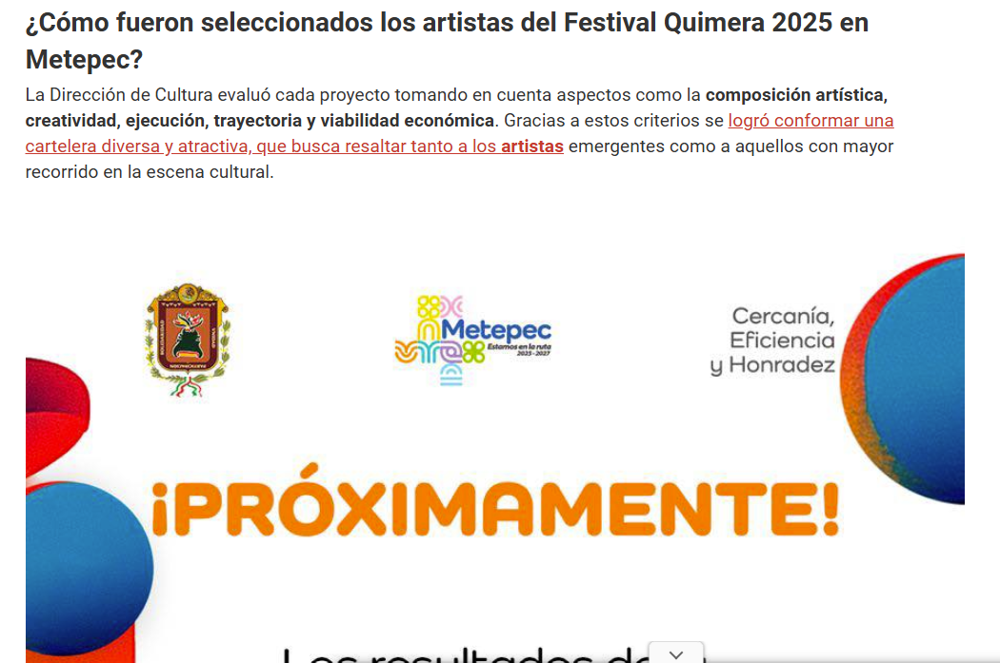 ¿Cómo fueron seleccionados los artistas del Festival Quimera 2025 en
Metepec?
La Dirección de Cultura evaluó cada proyecto tomando en cuenta aspectos como la composición artística,
creatividad, ejecución, trayectoria y viabilidad económica. Gracias a estos criterios se logró conformar una
cartelera diversa y atractiva, que busca resaltar tanto a los artistas emergentes como a aquellos con mayor
recorrido en la escena cultural.
Metepec
Estamos en la ruta
2025-2027
Cercanía,
Eficiencia
y Honradez
¡PRÓXIMAMENTE!
Los resultados de